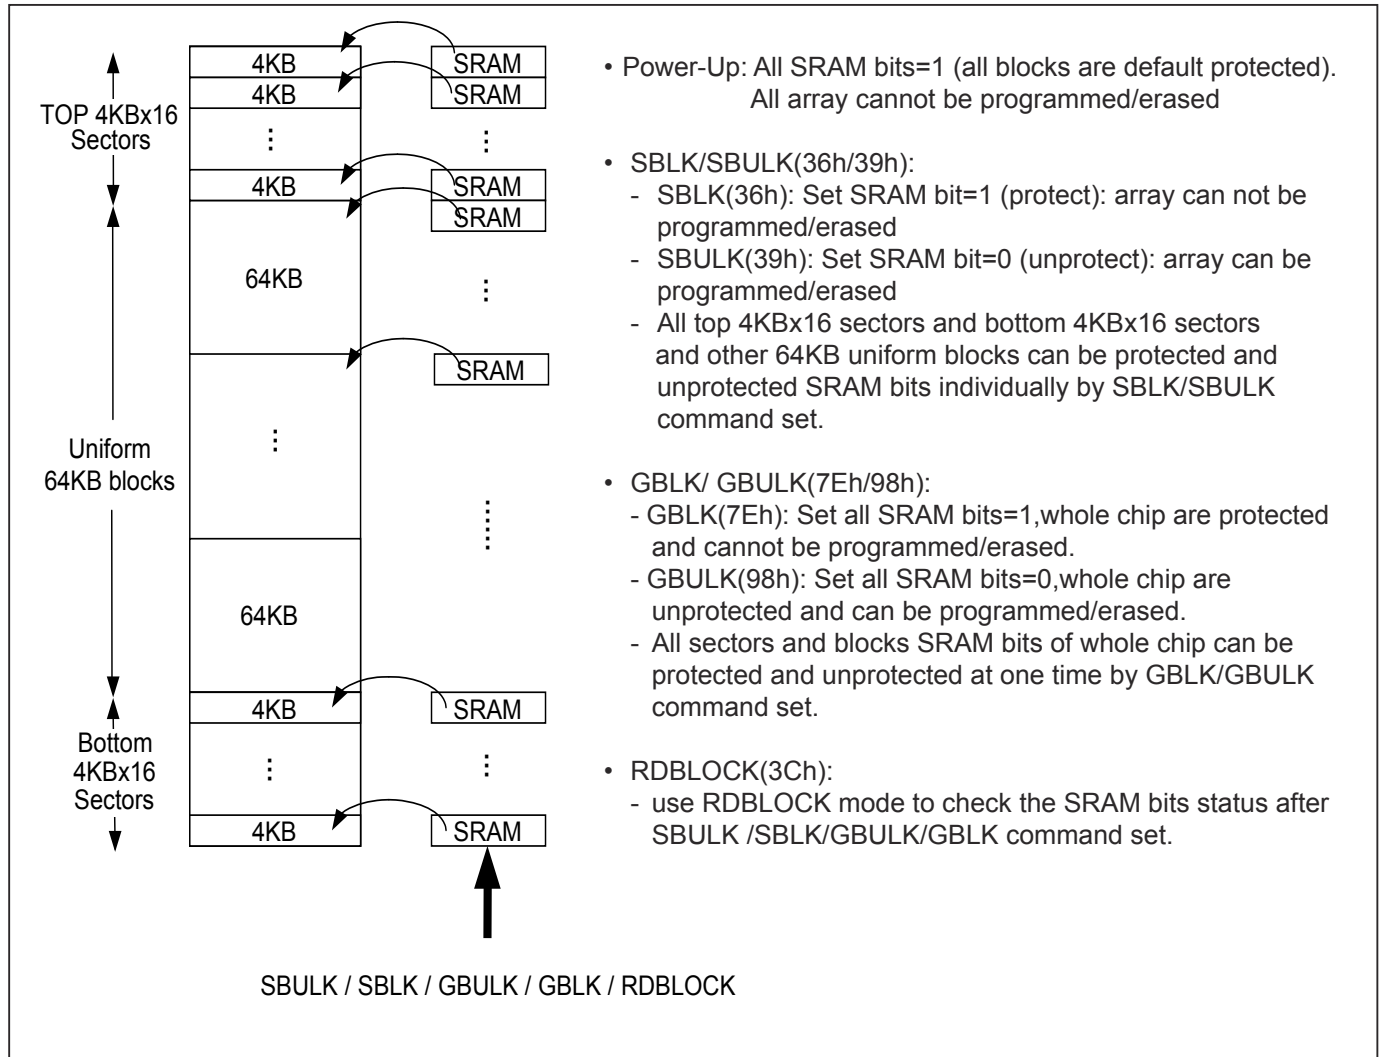 4KB
SRAM
4KB
SRAM
TOP 4KBx16
Sectors
4KB
SRAM
SRAM
64KB
SRAM
Uniform
64KB blocks
64KB
4KB
SRAM
Bottom
4KBx16
Sectors
4KB
SRAM
SBULK / SBLK / GBULK / GBLK / RDBLOCK
• Power-Up: All SRAM bits=1 (all blocks are default protected).
All array cannot be programmed/erased
• SBLK/SBULK(36h/39h):
- SBLK(36h): Set SRAM bit=1 (protect): array can not be
programmed/erased
- SBULK(39h): Set SRAM bit=0 (unprotect): array can be
programmed/erased
- All top 4KBx16 sectors and bottom 4KBx16 sectors
and other 64KB uniform blocks can be protected and
unprotected SRAM bits individually by SBLK/SBULK
command set.
• GBLK/ GBULK(7Eh/98h):
- GBLK(7Eh): Set all SRAM bits=1,whole chip are protected
and cannot be programmed/erased.
- GBULK(98h): Set all SRAM bits=0,whole chip are
unprotected and can be programmed/erased.
- All sectors and blocks SRAM bits of whole chip can be
protected and unprotected at one time by GBLK/GBULK
command set.
• RDBLOCK(3Ch):
- use RDBLOCK mode to check the SRAM bits status after
SBULK /SBLK/GBULK/GBLK command set.